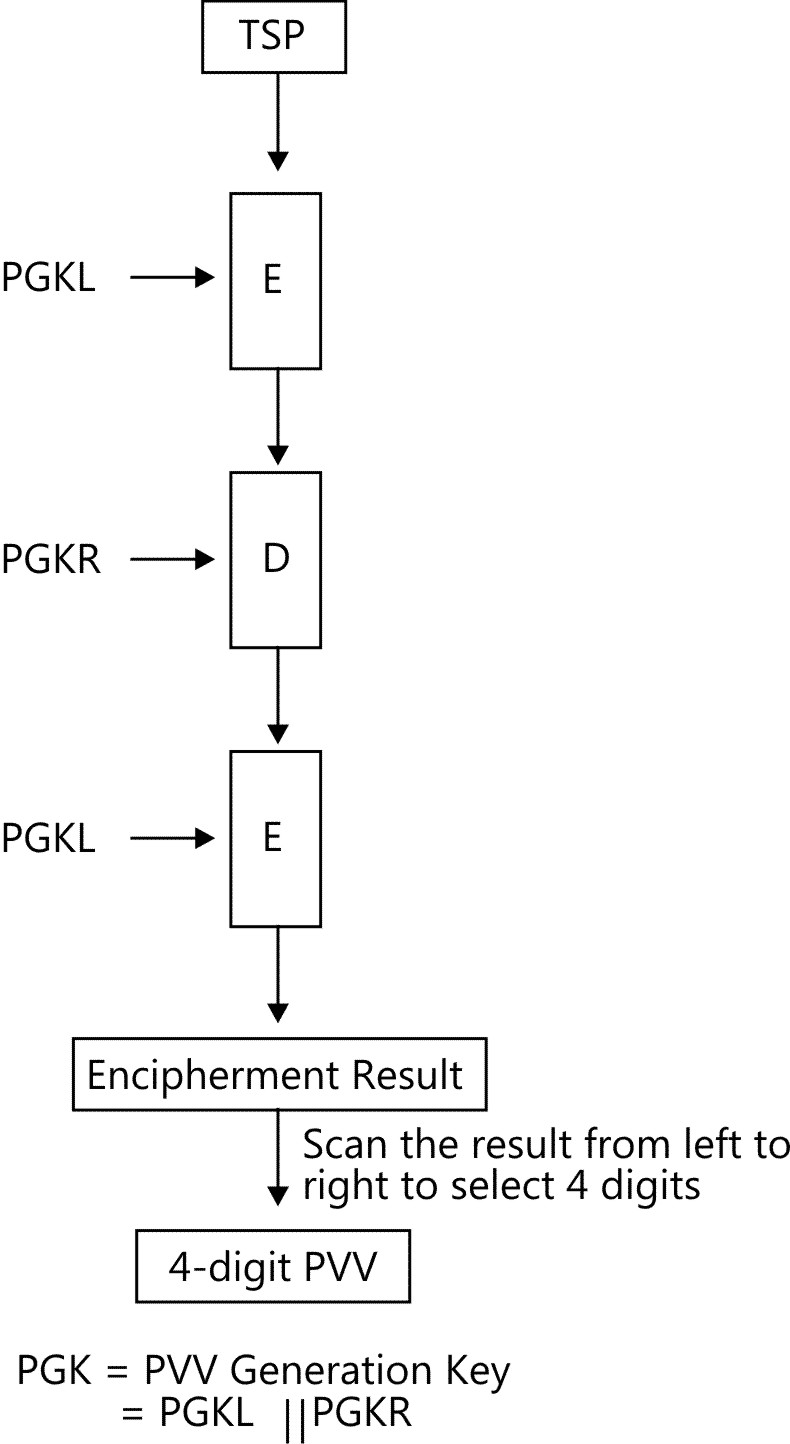 TSP
PGKL
E
PGKR
D
PGKL
E
Encipherment Result
Scan the result from left to
right to select 4 digits
4-digit PVV
PGK = PVV Generation Key
= PGKL ||PGKR